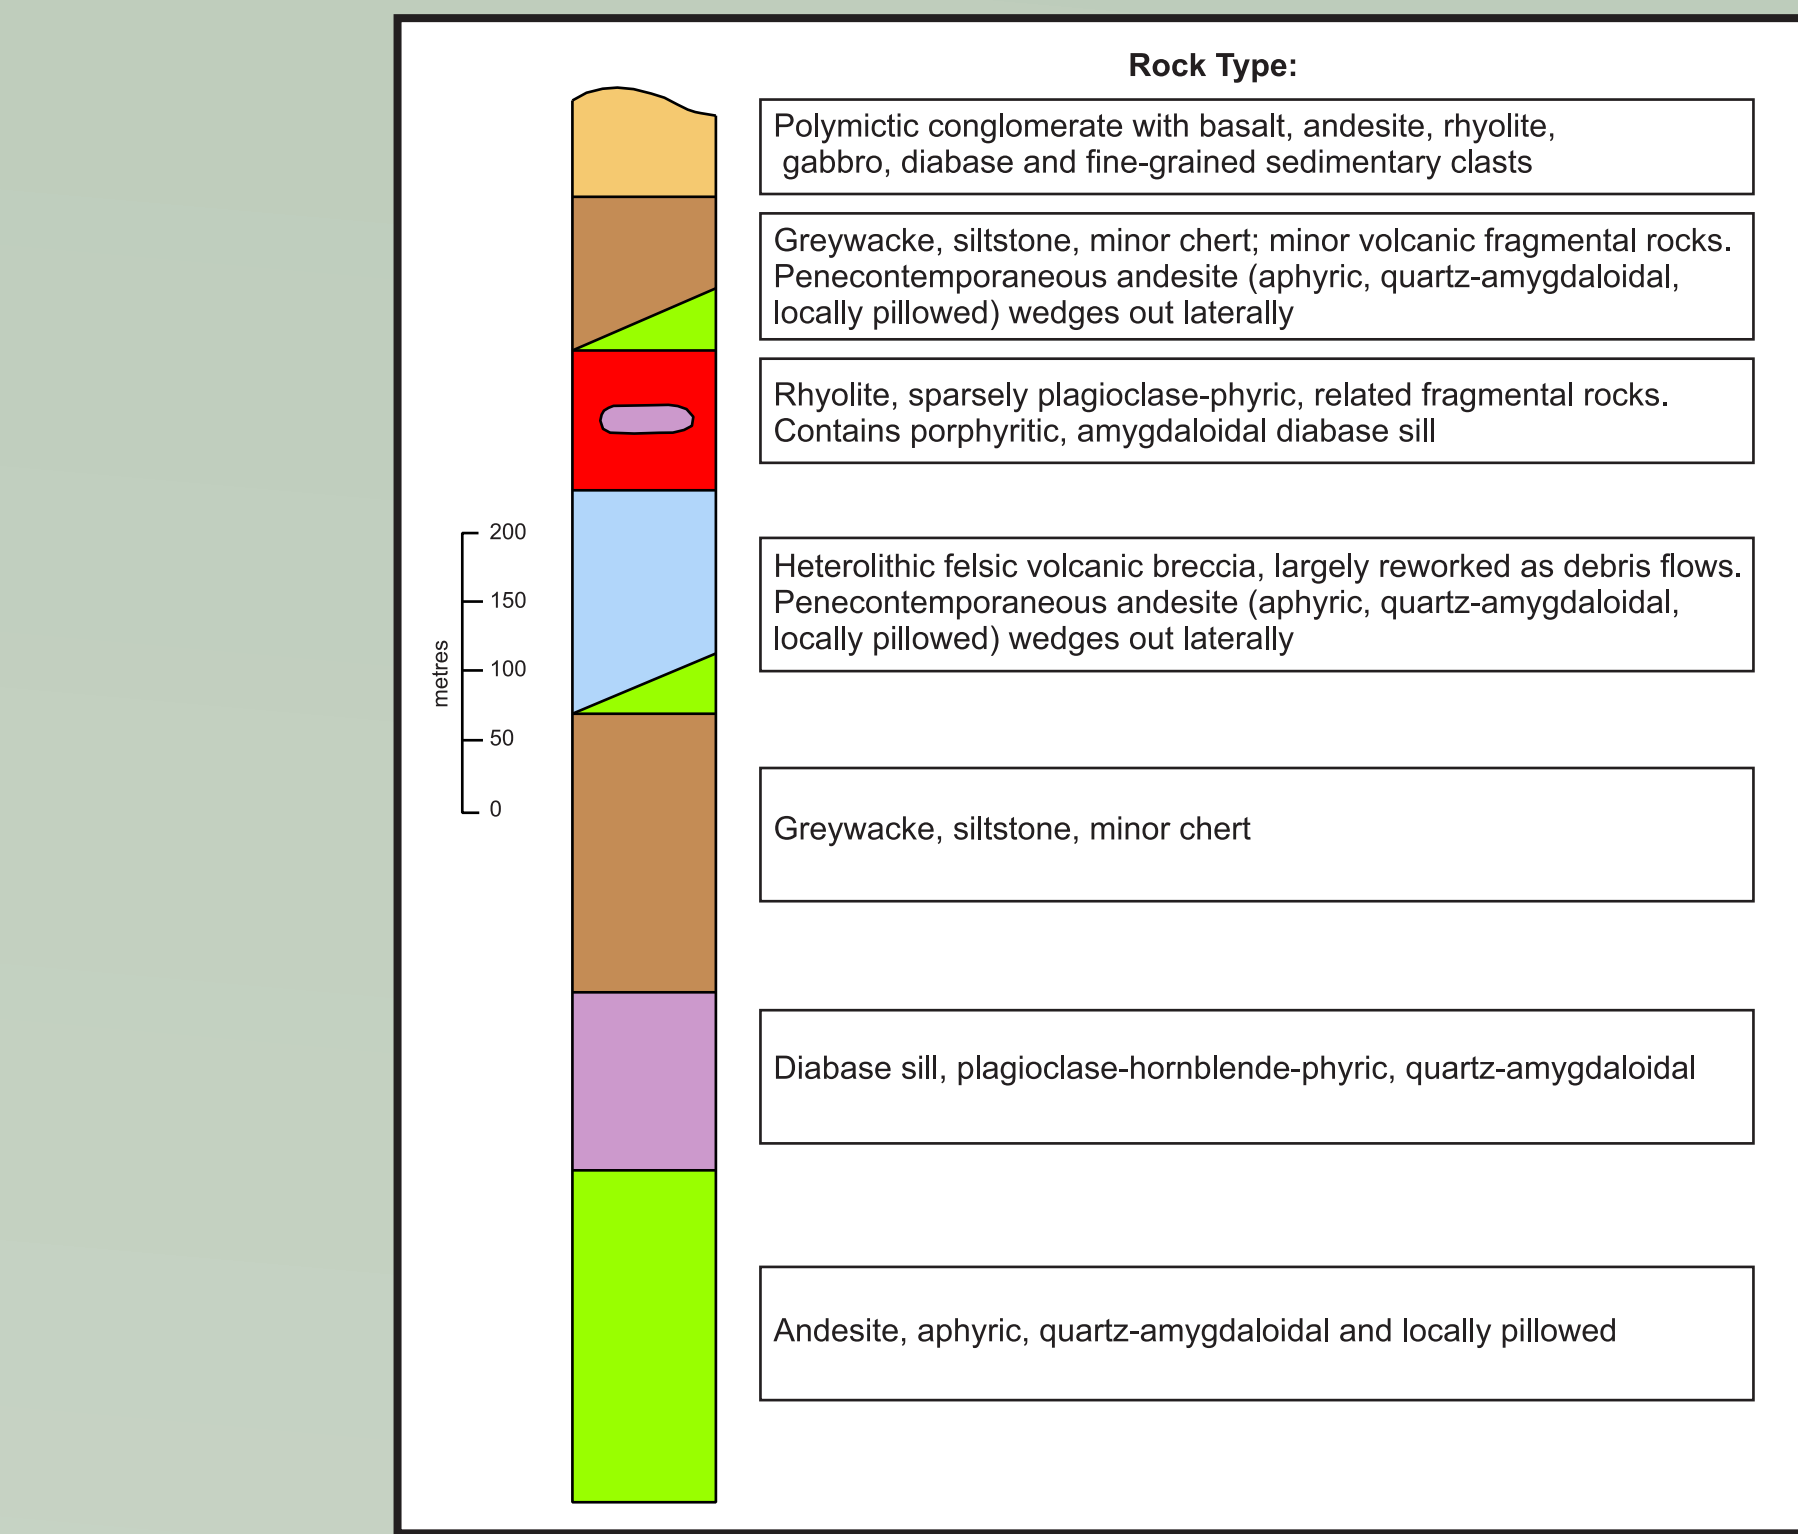 Rock Type:
Polymictic conglomerate with basalt, andesite, rhyolite,
gabbro, diabase and fine-grained sedimentary clasts
Greywacke, siltstone, minor chert; minor volcanic fragmental rocks.
Penecontemporaneous andesite (aphyric, quartz-amygdaloidal,
locally pillowed) wedges out laterally
Rhyolite, sparsely plagioclase-phyric, related fragmental rocks.
Contains porphyritic, amygdaloidal diabase sill
200
150
100
50
0
metres
Heterolithic felsic volcanic breccia, largely reworked as debris flows.
Penecontemporaneous andesite (aphyric, quartz-amygdaloidal,
locally pillowed) wedges out laterally
Greywacke, siltstone, minor chert
Diabase sill, plagioclase-hornblende-phyric, quartz-amygdaloidal
Andesite, aphyric, quartz-amygdaloidal and locally pillowed